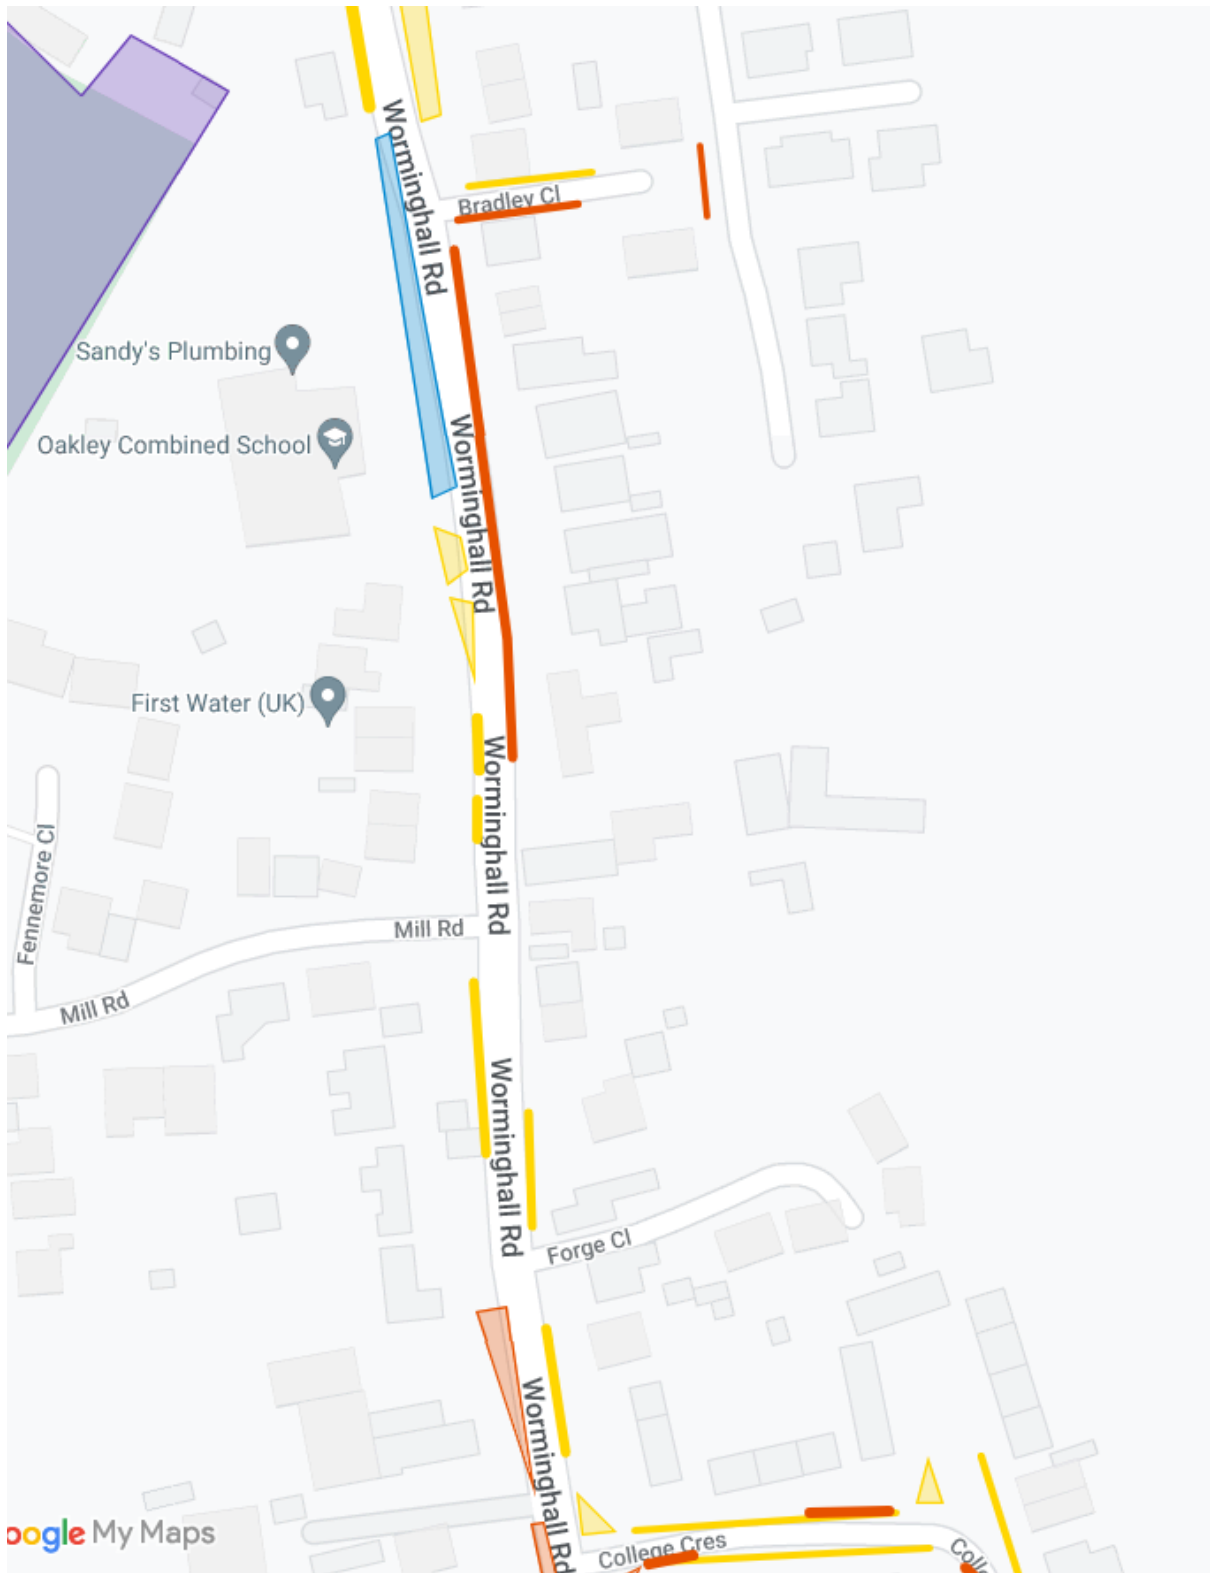 Worminghall Rd
Bradley Cl
Sandy's Plumbing
Oakley Combined School
Worminghall Rd
First Water (UK)
Worminghall Rd
Fennemore Cl
Mill Rd
Mill Rd
Worminghall Rd
Forge Cl
Worminghall Rd
oogle My Maps
College Cres
Colle